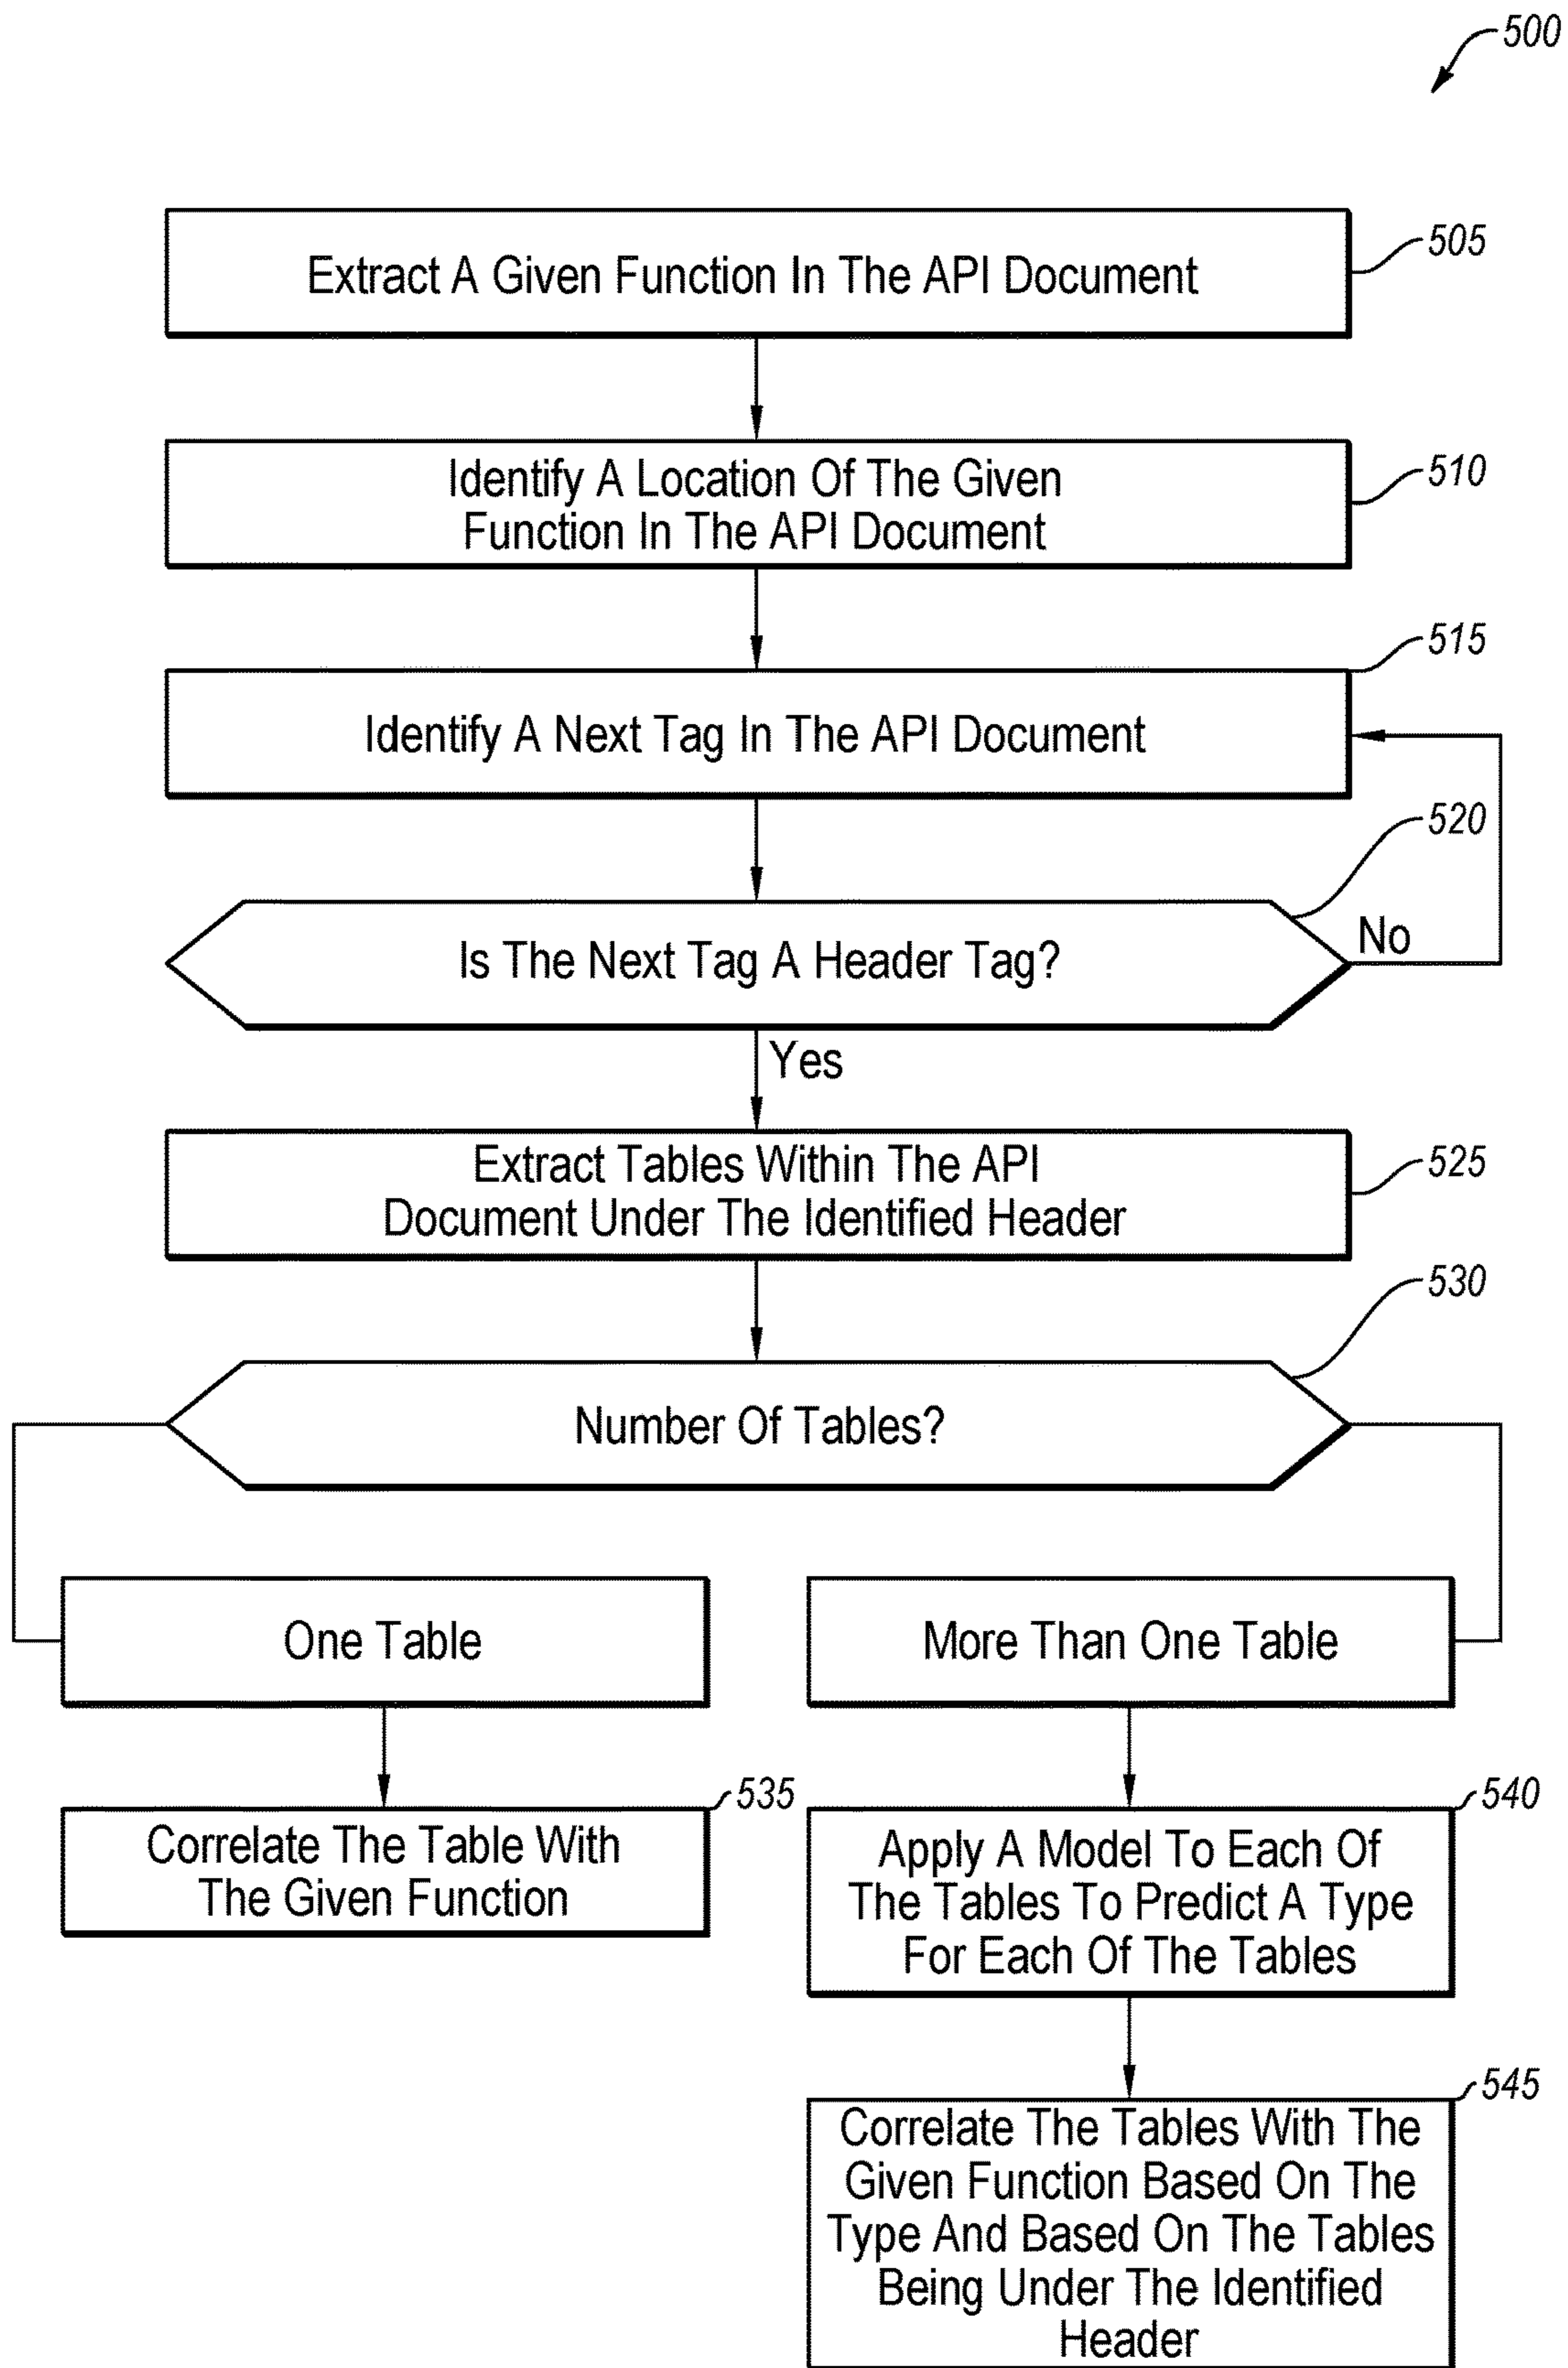 500
Extract A Given Function In The API Document
505
Identify A Location Of The Given
Function In The API Document
510
515
Identify A Next Tag In The API Document
520
Is The Next Tag A Header Tag?
No
Yes
Extract Tables Within The API
Document Under The Identified Header
525
530
Number Of Tables?
One Table
More Than One Table
535
Correlate The Table With
The Given Function
540
Apply A Model To Each Of
The Tables To Predict A Type
For Each Of The Tables
545
Correlate The Tables With The
Given Function Based On The
Type And Based On The Tables
Being Under The Identified
Header